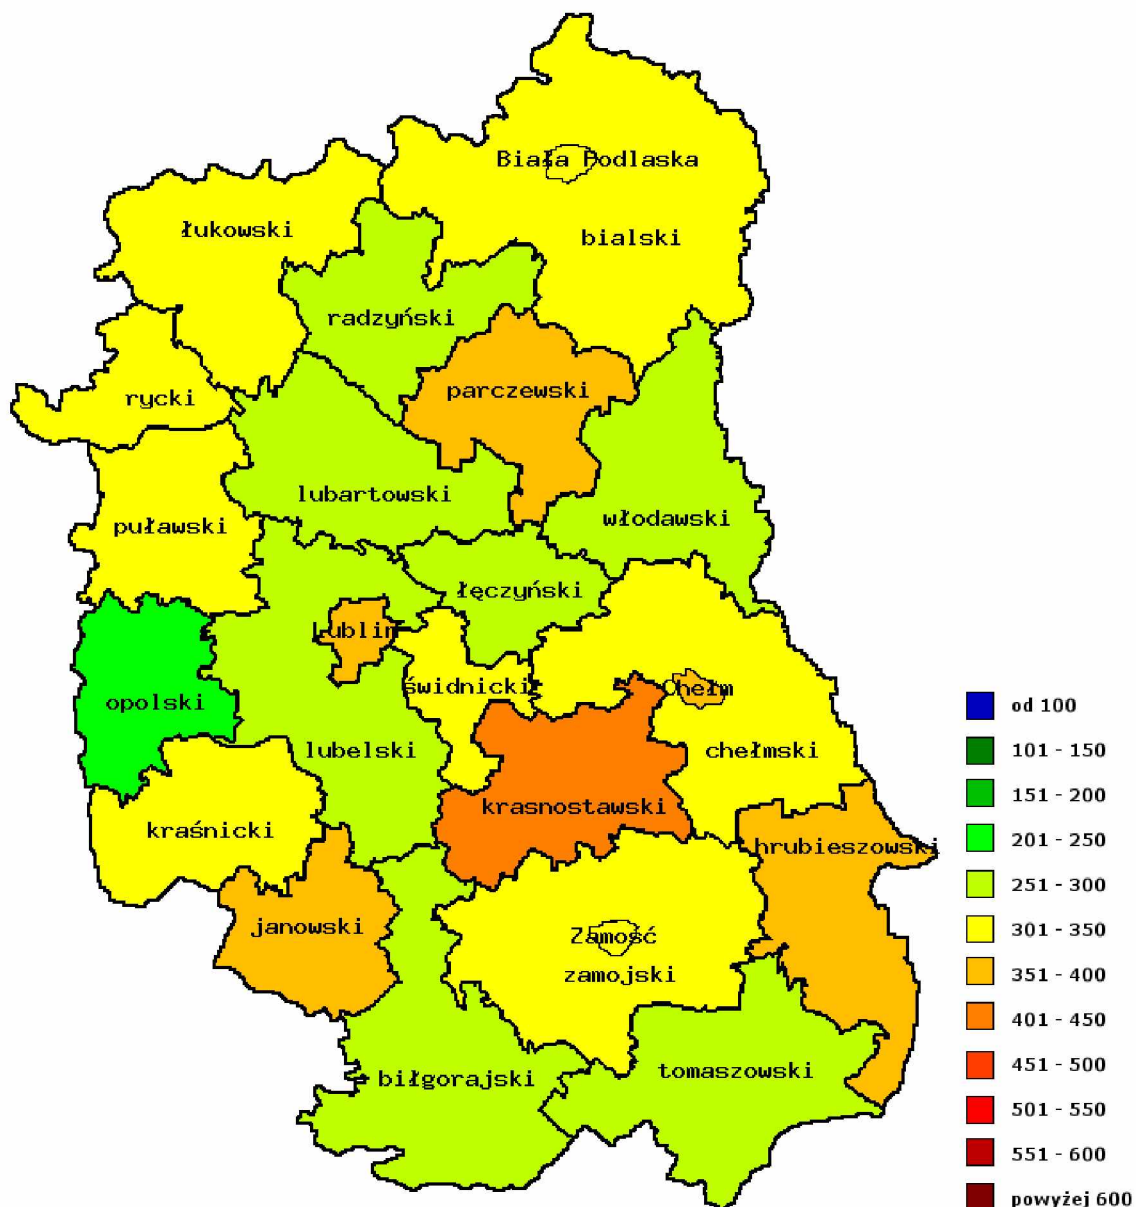 Biała Podlaska
łukowski
bialski
radzyński
parczewski
rycki
lubartowski
włodawski
puławski
łęczyński
Lublin
świdnicki
Chełm
opolski
lubelski
chełmski
krasnostawski
kraśnicki
hrubieszowski
janowski
Zamość
zamojski
biłgorajski
tomaszowski
od 100
101 - 150
151 - 200
201 - 250
251 - 300
301 - 350
351 - 400
401 - 450
451 - 500
501 - 550
551 - 600
powyżej 600